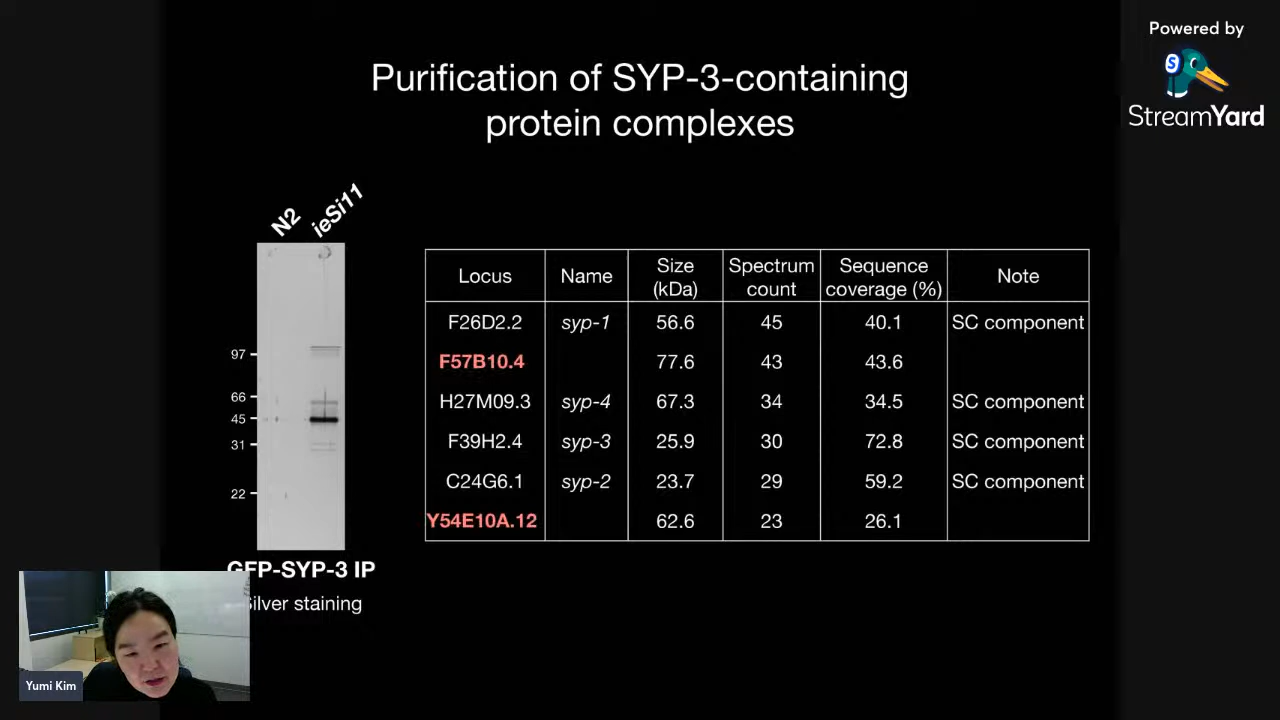 Powered by
StreamYard
Purification of SYP-3-containing
protein complexes
N2
ieSi11
97
66
45
31
22
GFP-SYP-3 IP
Silver staining
Locus Name Size (kDa) Spectrum count Sequence coverage (%) Note
F26D2.2 syp-1 56.6 45 40.1 SC component
F57B10.4 77.6 43 43.6
H27M09.3 syp-4 67.3 34 34.5 SC component
F39H2.4 syp-3 25.9 30 72.8 SC component
C24G6.1 syp-2 23.7 29 59.2 SC component
Y54E10A.12 62.6 23 26.1
Yumi Kim